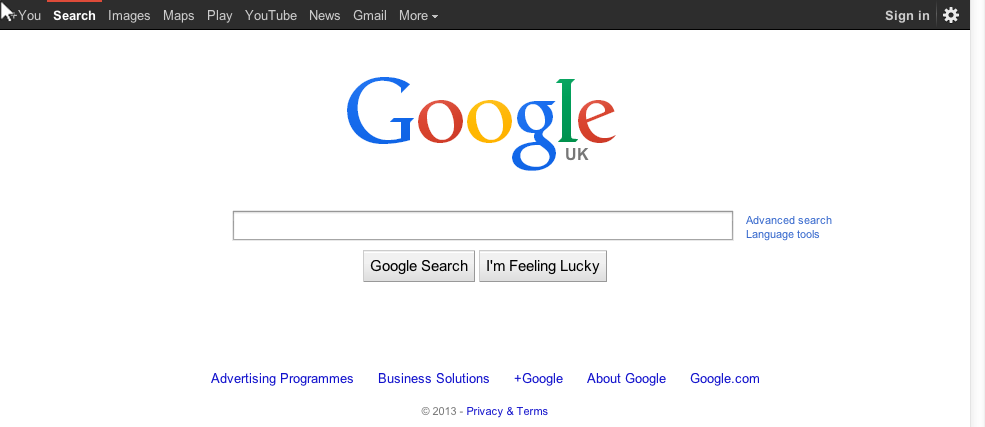 +You Search Images Maps Play YouTube News Gmail More Sign in
Google
UK
Advanced search
Language tools
Google Search I'm Feeling Lucky
Advertising Programmes Business Solutions +Google About Google Google.com
© 2013 - Privacy & Terms